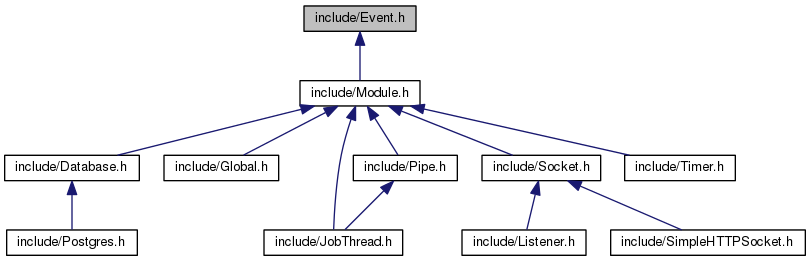 include/Event.h
include/Module.h
include/Database.h
include/Global.h
include/Pipe.h
include/Socket.h
include/Timer.h
include/Postgres.h
include/JobThread.h
include/Listener.h
include/SimpleHTTPSocket.h